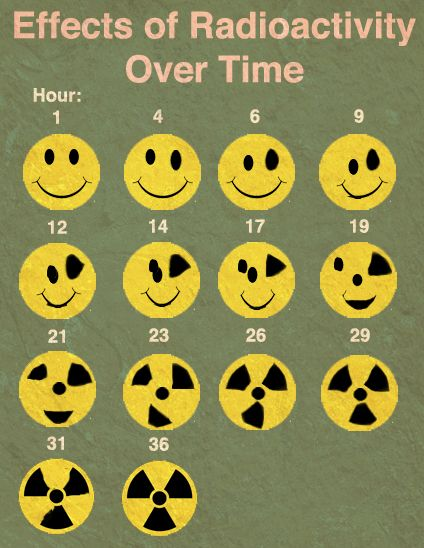 Effects of Radioactivity
Over Time
Hour:
1 4 6 9
12 14 17 19
21 23 26 29
31 36